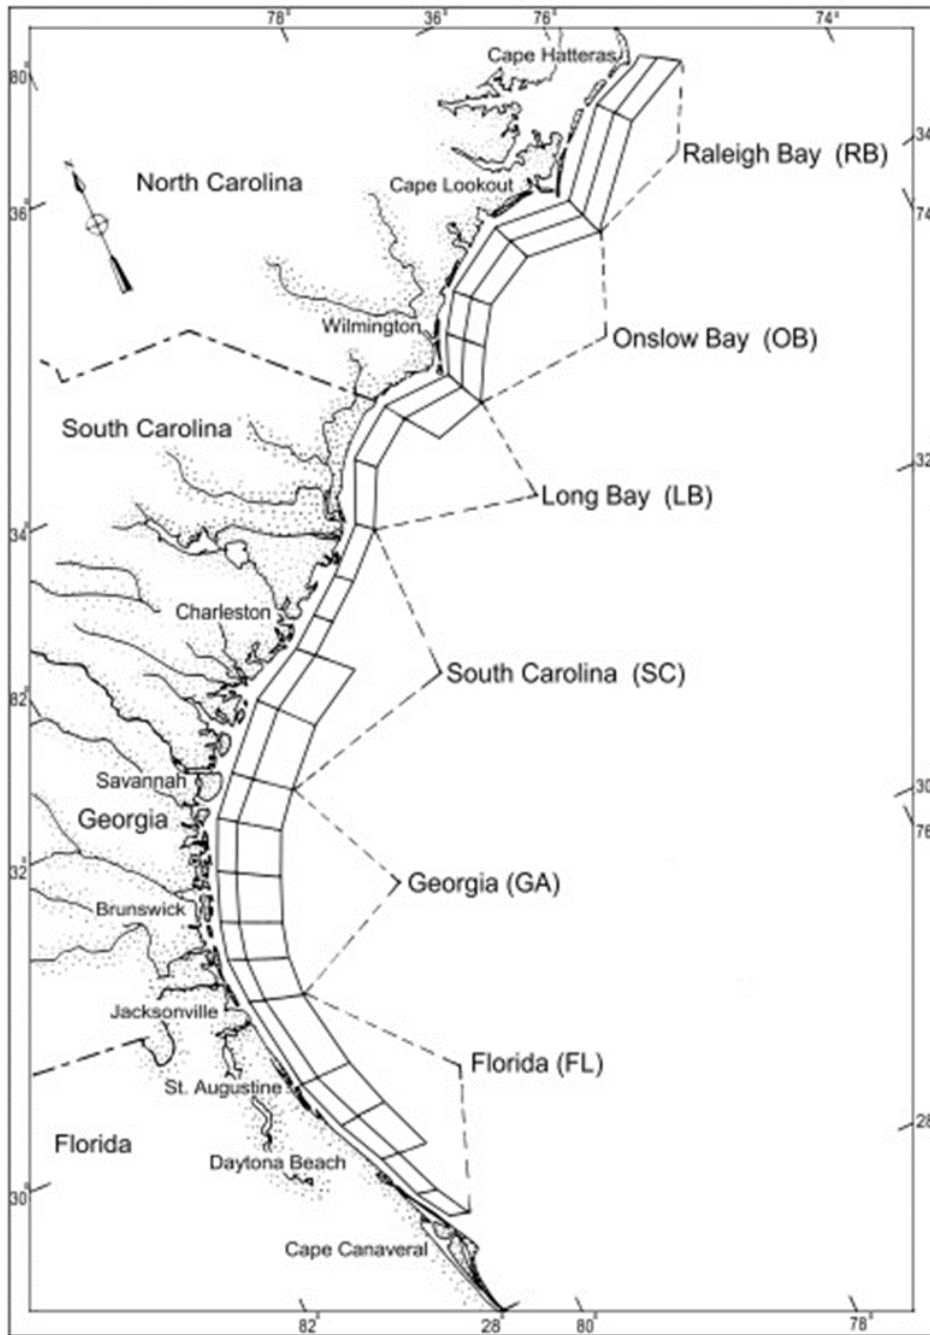 78°
36°
76°
74°
80°
Cape Hatteras
34
Raleigh Bay (RB)
North Carolina
Cape Lookout
36°
74°
Wilmington
Onslow Bay (OB)
South Carolina
32
Long Bay (LB)
34°
Charleston
South Carolina (SC)
82°
Savannah
30
Georgia
76
32°
Georgia (GA)
Brunswick
Jacksonville
Florida (FL)
St. Augustine
28
Florida
Daytona Beach
30°
Cape Canaveral
82°
28°
80°
78°